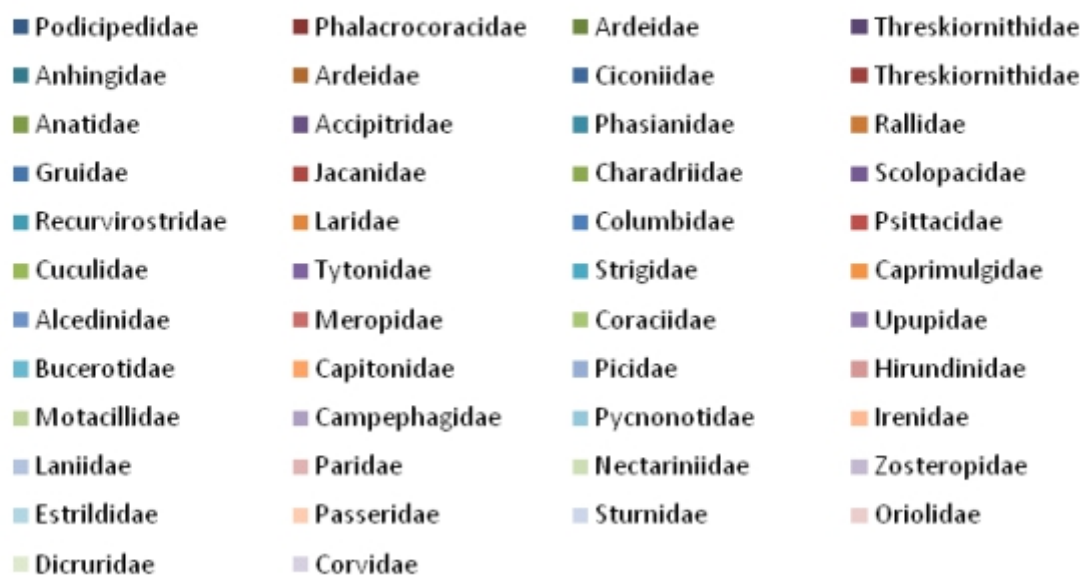 Podicipedidae Phalacrocoracidae Ardeidae Threskiornithidae
Anhingidae Ardeidae Ciconiidae Threskiornithidae
Anatidae Accipitridae Phasianidae Rallidae
Gruidae Jacanidae Charadriidae Scolopacidae
Recurvirostridae Laridae Columbidae Psittacidae
Cuculidae Tytonidae Strigidae Caprimulgidae
Alcedinidae Meropidae Coraciidae Upupidae
Bucerotidae Capitonidae Picidae Hirundinidae
Motacillidae Campephagidae Pycnonotidae Irenidae
Laniidae Paridae Nectariniidae Zosteropidae
Estrildidae Passeridae Sturnidae Oriolidae
Dicruridae Corvidae